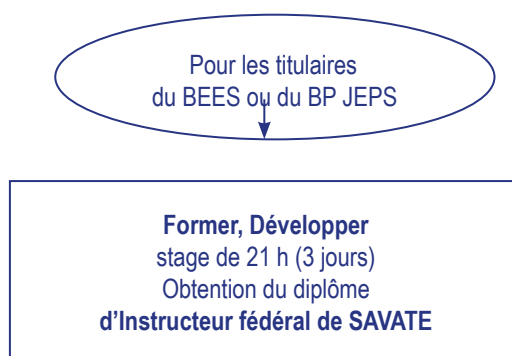 Pour les titulaires
du BEES ou du BP JEPS
Former, Développer
stage de 21 h (3 jours)
Obtention du diplôme
d'Instructeur fédéral de SAVATE